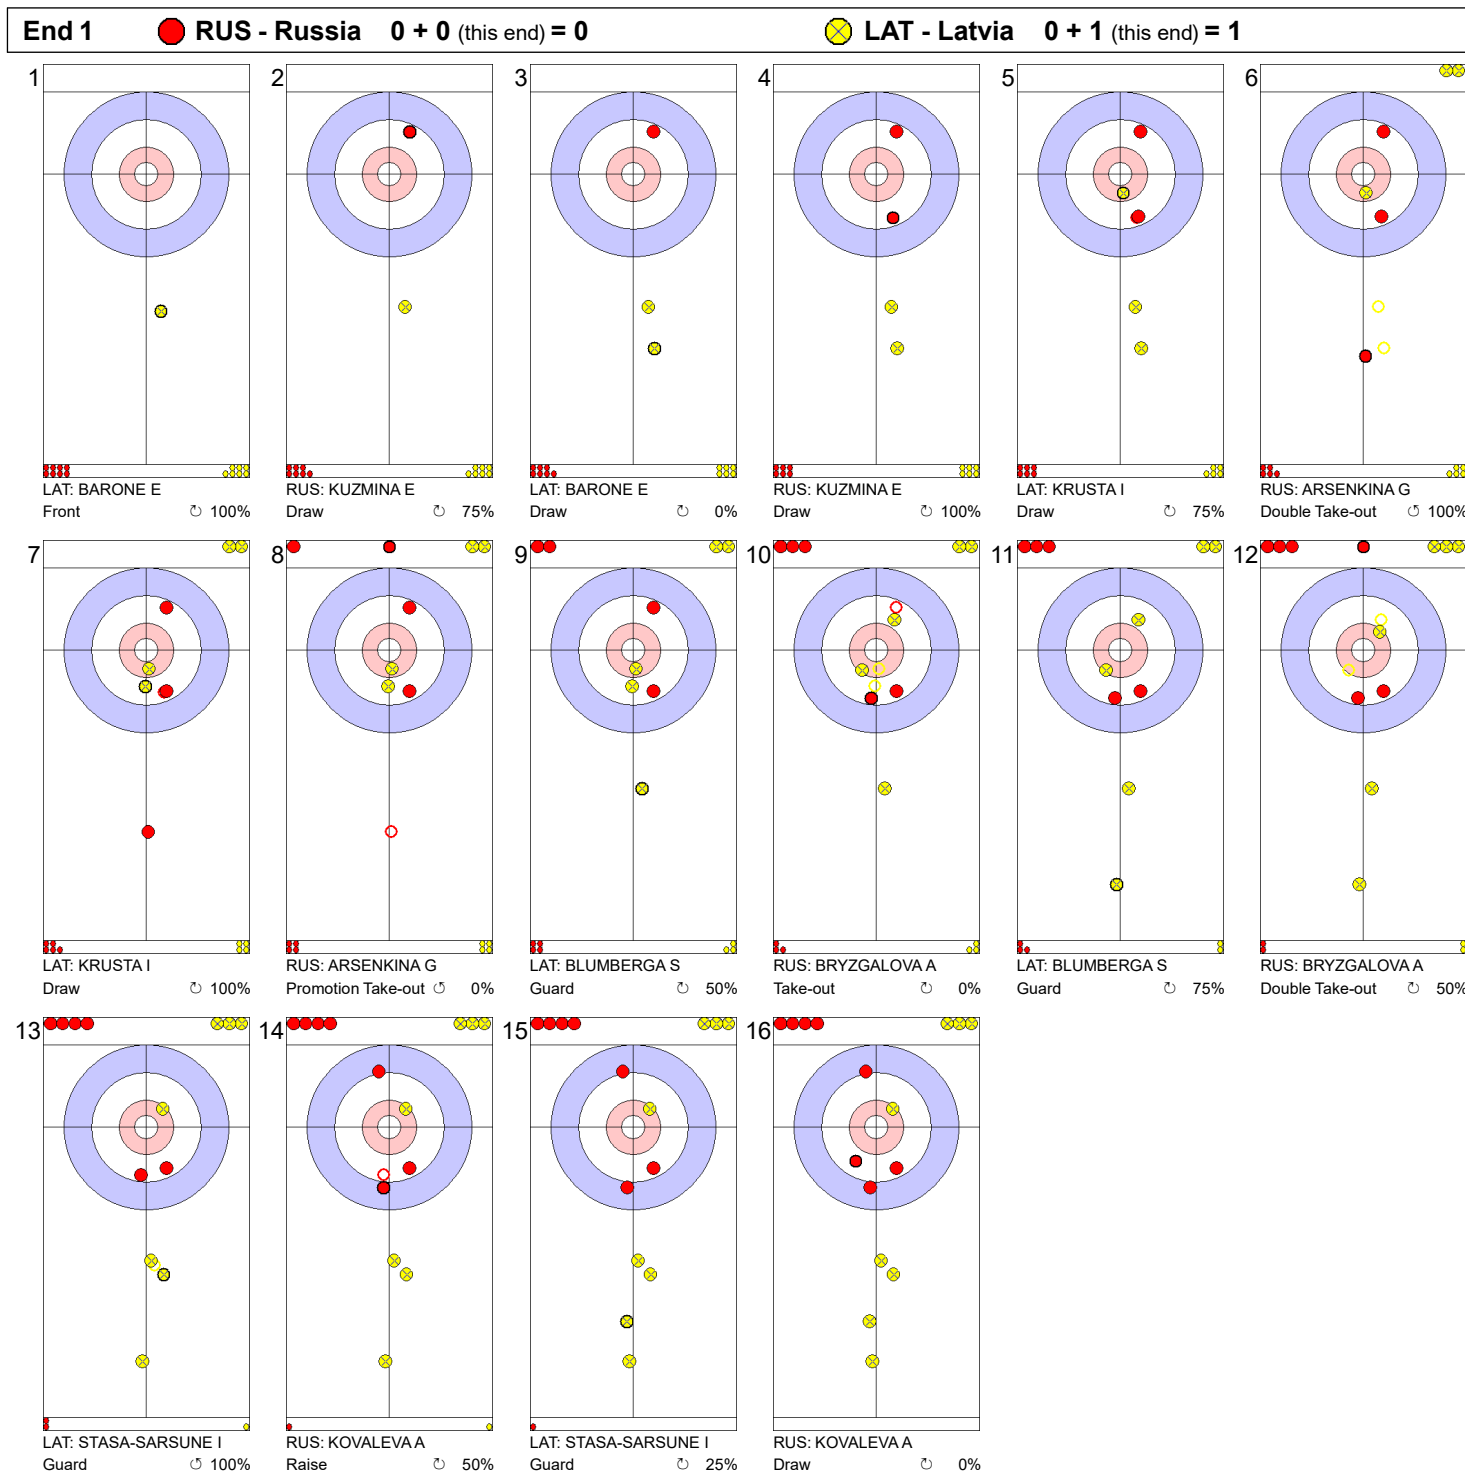 End 1 RUS - Russia 0 + 0 (this end) = 0 LAT - Latvia 0 + 1 (this end) = 1
1 2 3 4 5 6
LAT: BARONE E RUS: KUZMINA E LAT: BARONE E RUS: KUZMINA E LAT: KRUSTA I RUS: ARSENKINA G
Front ↻ 100% Draw ↻ 75% Draw ↻ 0% Draw ↻ 100% Draw ↻ 75% Double Take-out ↺ 100%
7 8 9 10 11 12
LAT: KRUSTA I RUS: ARSENKINA G LAT: BLUMBERGA S RUS: BRYZGALOVA A LAT: BLUMBERGA S RUS: BRYZGALOVA A
Draw ↻ 100% Promotion Take-out ↺ 0% Guard ↻ 50% Take-out ↻ 0% Guard ↻ 75% Double Take-out ↻ 50%
13 14 15 16
LAT: STASA-SARSUNE I RUS: KOVALEVA A LAT: STASA-SARSUNE I RUS: KOVALEVA A
Guard ↺ 100% Raise ↻ 50% Guard ↻ 25% Draw ↻ 0%